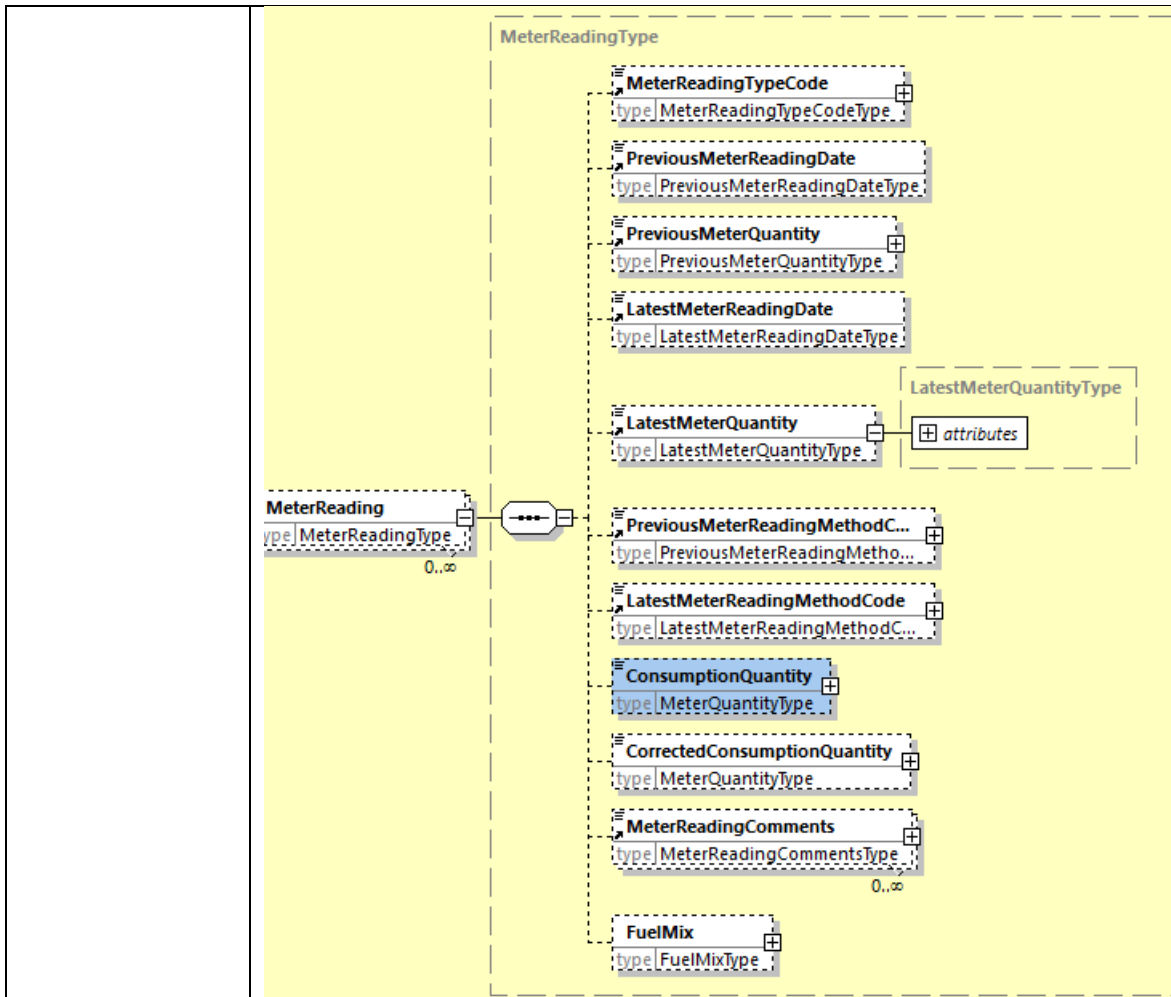 MeterReadingType
MeterReadingTypeCode
type MeterReadingTypeCodeType
PreviousMeterReadingDate
type PreviousMeterReadingDateType
PreviousMeterQuantity
type PreviousMeterQuantityType
LatestMeterReadingDate
type LatestMeterReadingDateType
LatestMeterQuantityType
LatestMeterQuantity
type LatestMeterQuantityType
attributes
MeterReading
ype MeterReadingType
0..∞
PreviousMeterReadingMethodC...
type PreviousMeterReadingMetho...
LatestMeterReadingMethodCode
type LatestMeterReadingMethodC...
ConsumptionQuantity
type MeterQuantityType
CorrectedConsumptionQuantity
type MeterQuantityType
MeterReadingComments
type MeterReadingCommentsType
0..∞
FuelMix
type FuelMixType